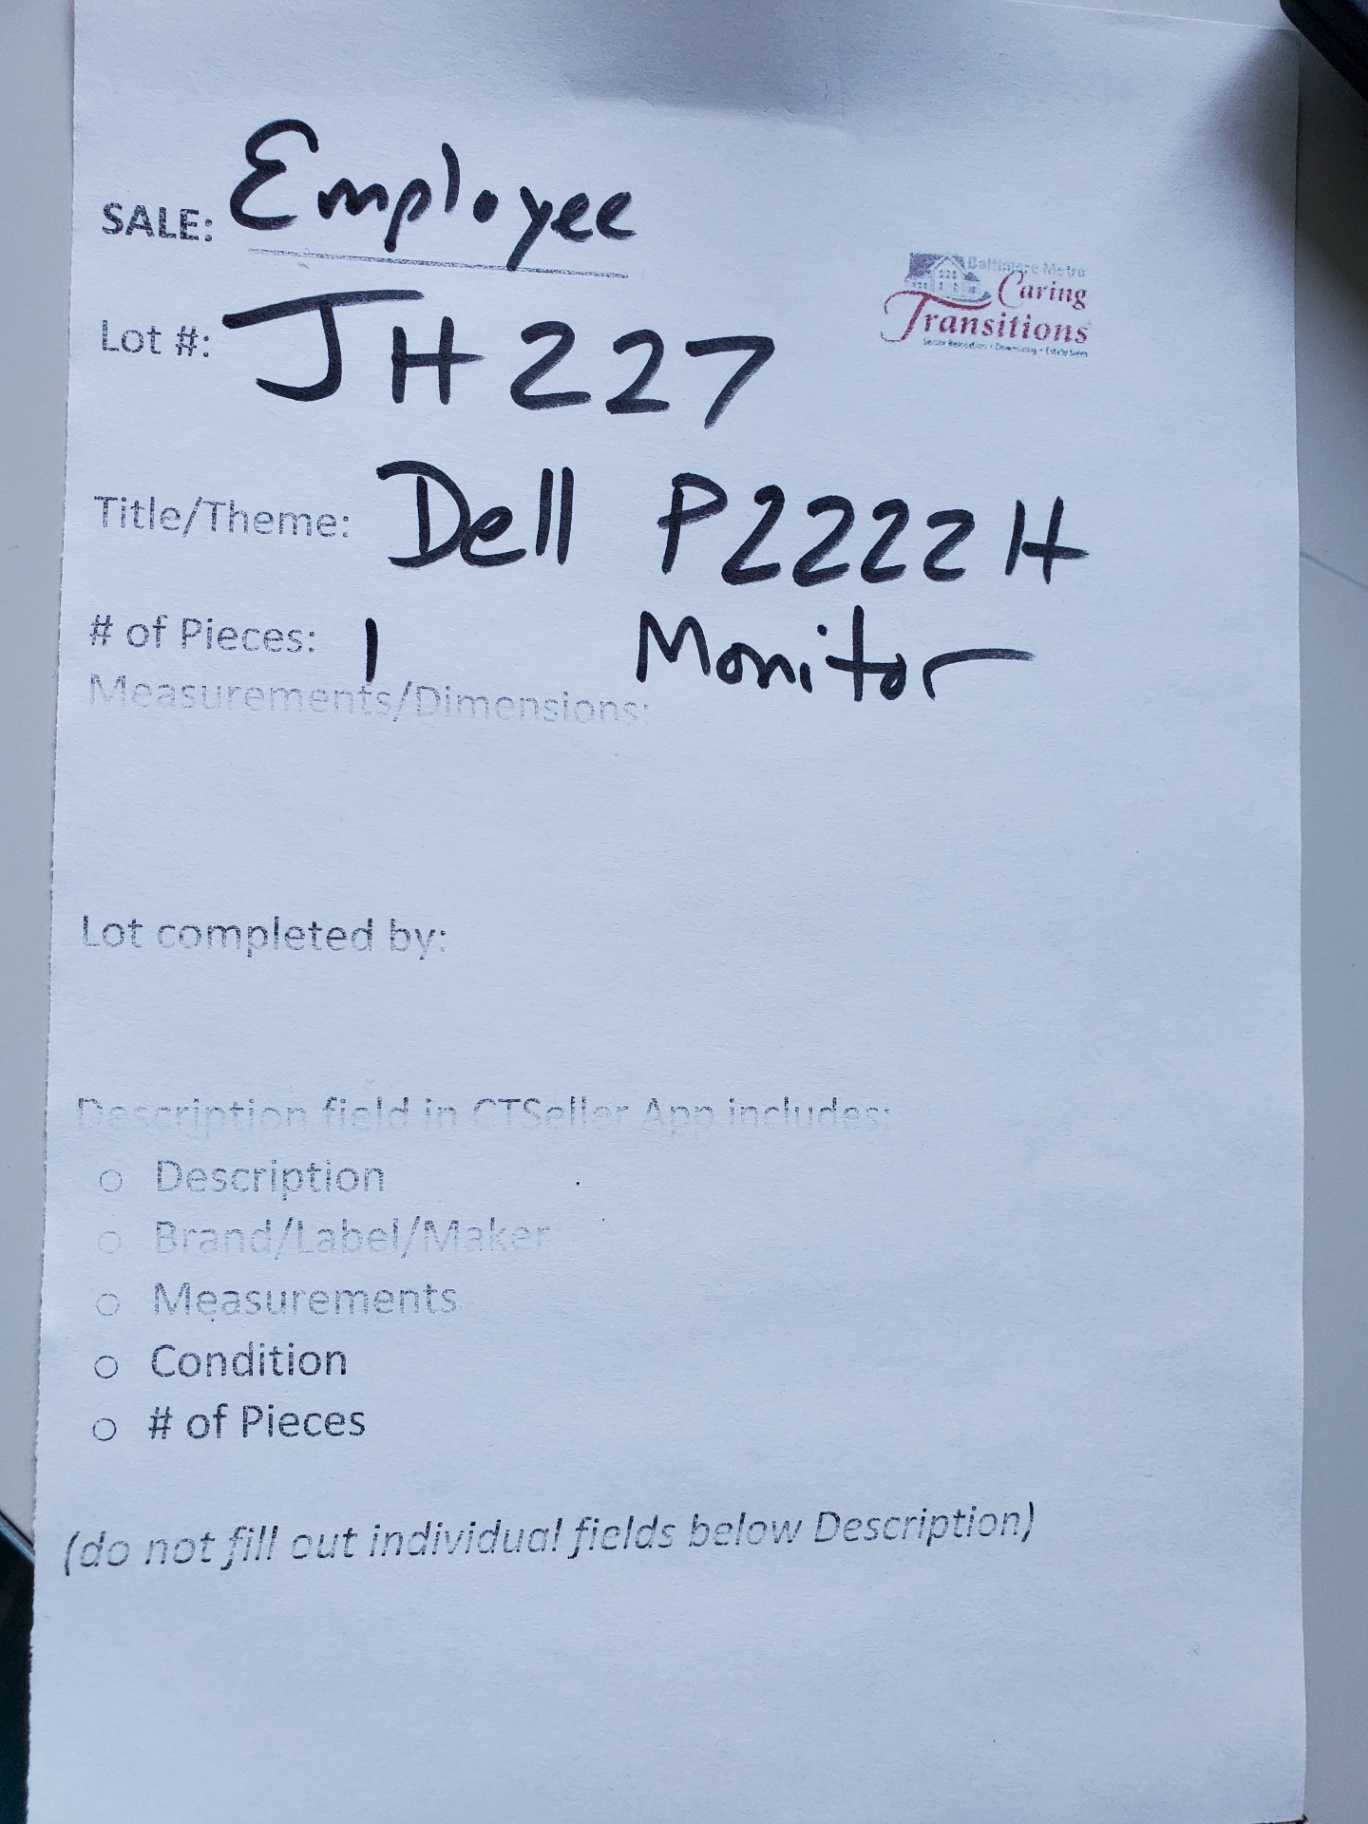 SALE: Employee
Baltimore Metro
Caring
Transitions
Lot #: JH227
Title/Theme: Dell P2222H
Monitor
# of Pieces: 1
Measurements/Dimensions:
Lot completed by:
Description field in CTSeller App includes:
○ Description
○ Brand/Label/Maker
○ Measurements
○ Condition
○ # of Pieces
(do not fill out individual fields below Description)